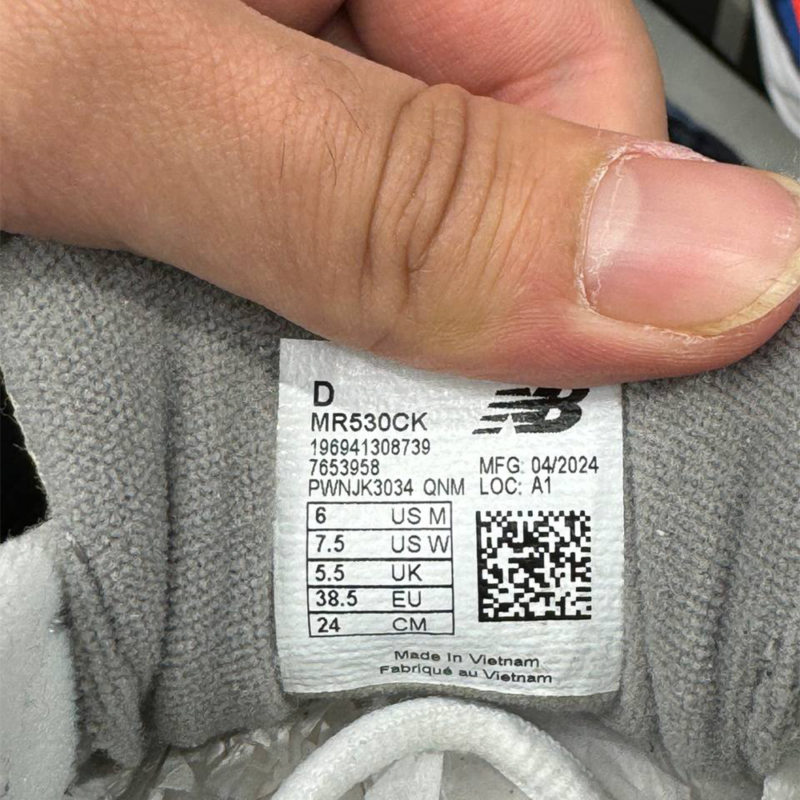 D
NB
MR530CK
196941308739
7653958
MFG: 04/2024
PWNJK3034 QNM
LOC: A1
6 US M
7.5 US W
5.5 UK
38.5 EU
24 CM
Made In Vietnam
Fabriqué au Vietnam